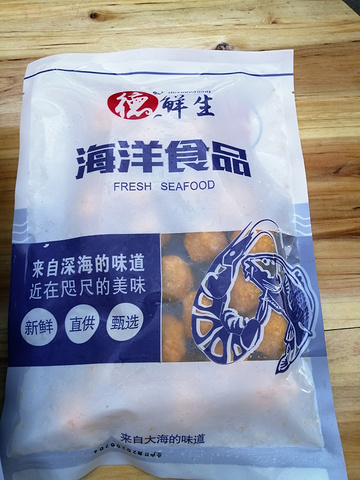 德鲜生
海洋食品
FRESH SEAFOOD
来自深海的味道
近在咫尺的美味
新鲜 直供 甄选
来自大海的味道